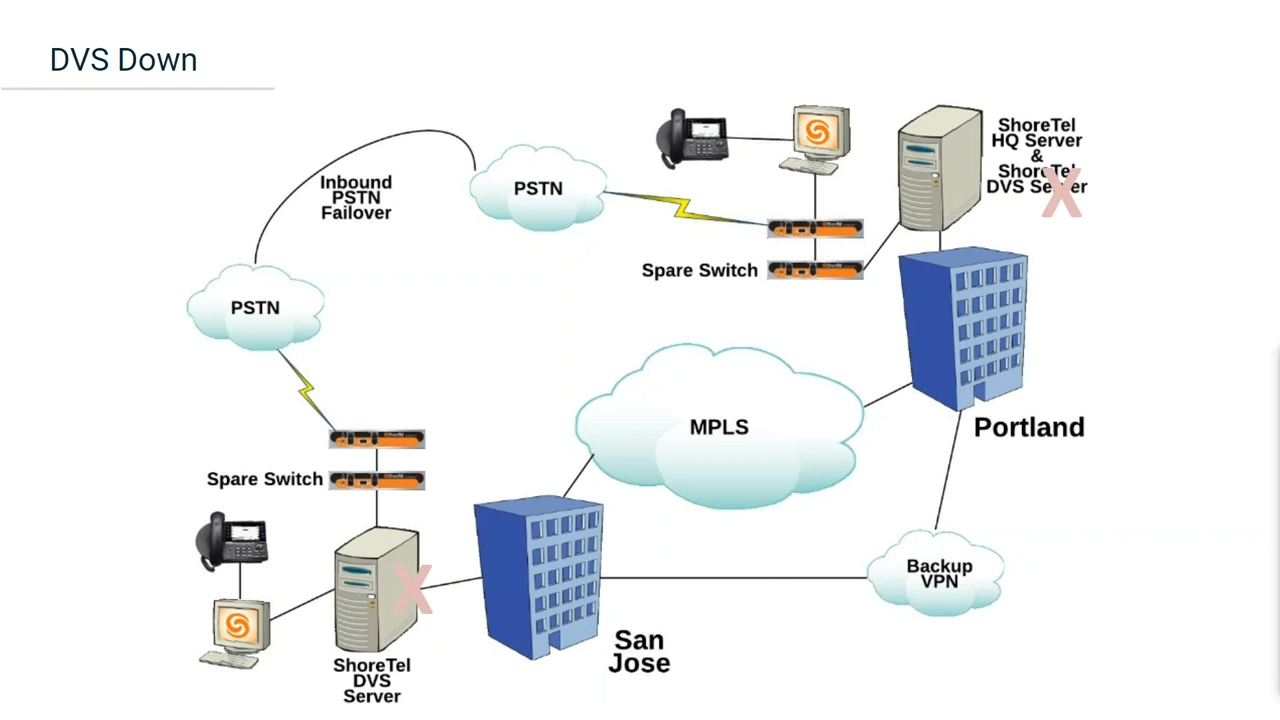 DVS Down
ShoreTel
HQ Server
&
ShoreTel
DVS Server
X
Inbound
PSTN
Failover
PSTN
Spare Switch
PSTN
MPLS
Portland
Spare Switch
Backup
VPN
X
San
Jose
ShoreTel
DVS
Server